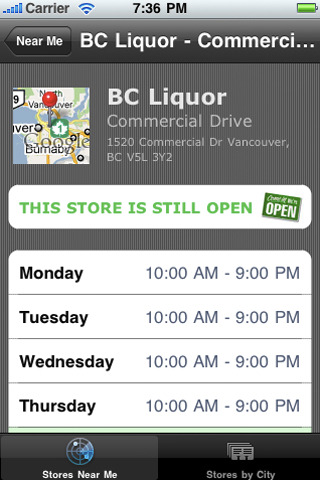 Carrier 7:36 PM
Near Me BC Liquor - Commerci...
North
Vancouver
Burnaby
Google
BC Liquor
Commercial Drive
1520 Commercial Dr Vancouver,
BC V5L 3Y2
THIS STORE IS STILL OPEN
Come in we're
OPEN
Monday 10:00 AM - 9:00 PM
Tuesday 10:00 AM - 9:00 PM
Wednesday 10:00 AM - 9:00 PM
Thursday 10:00 AM - 9:00 PM
Stores Near Me Stores by City